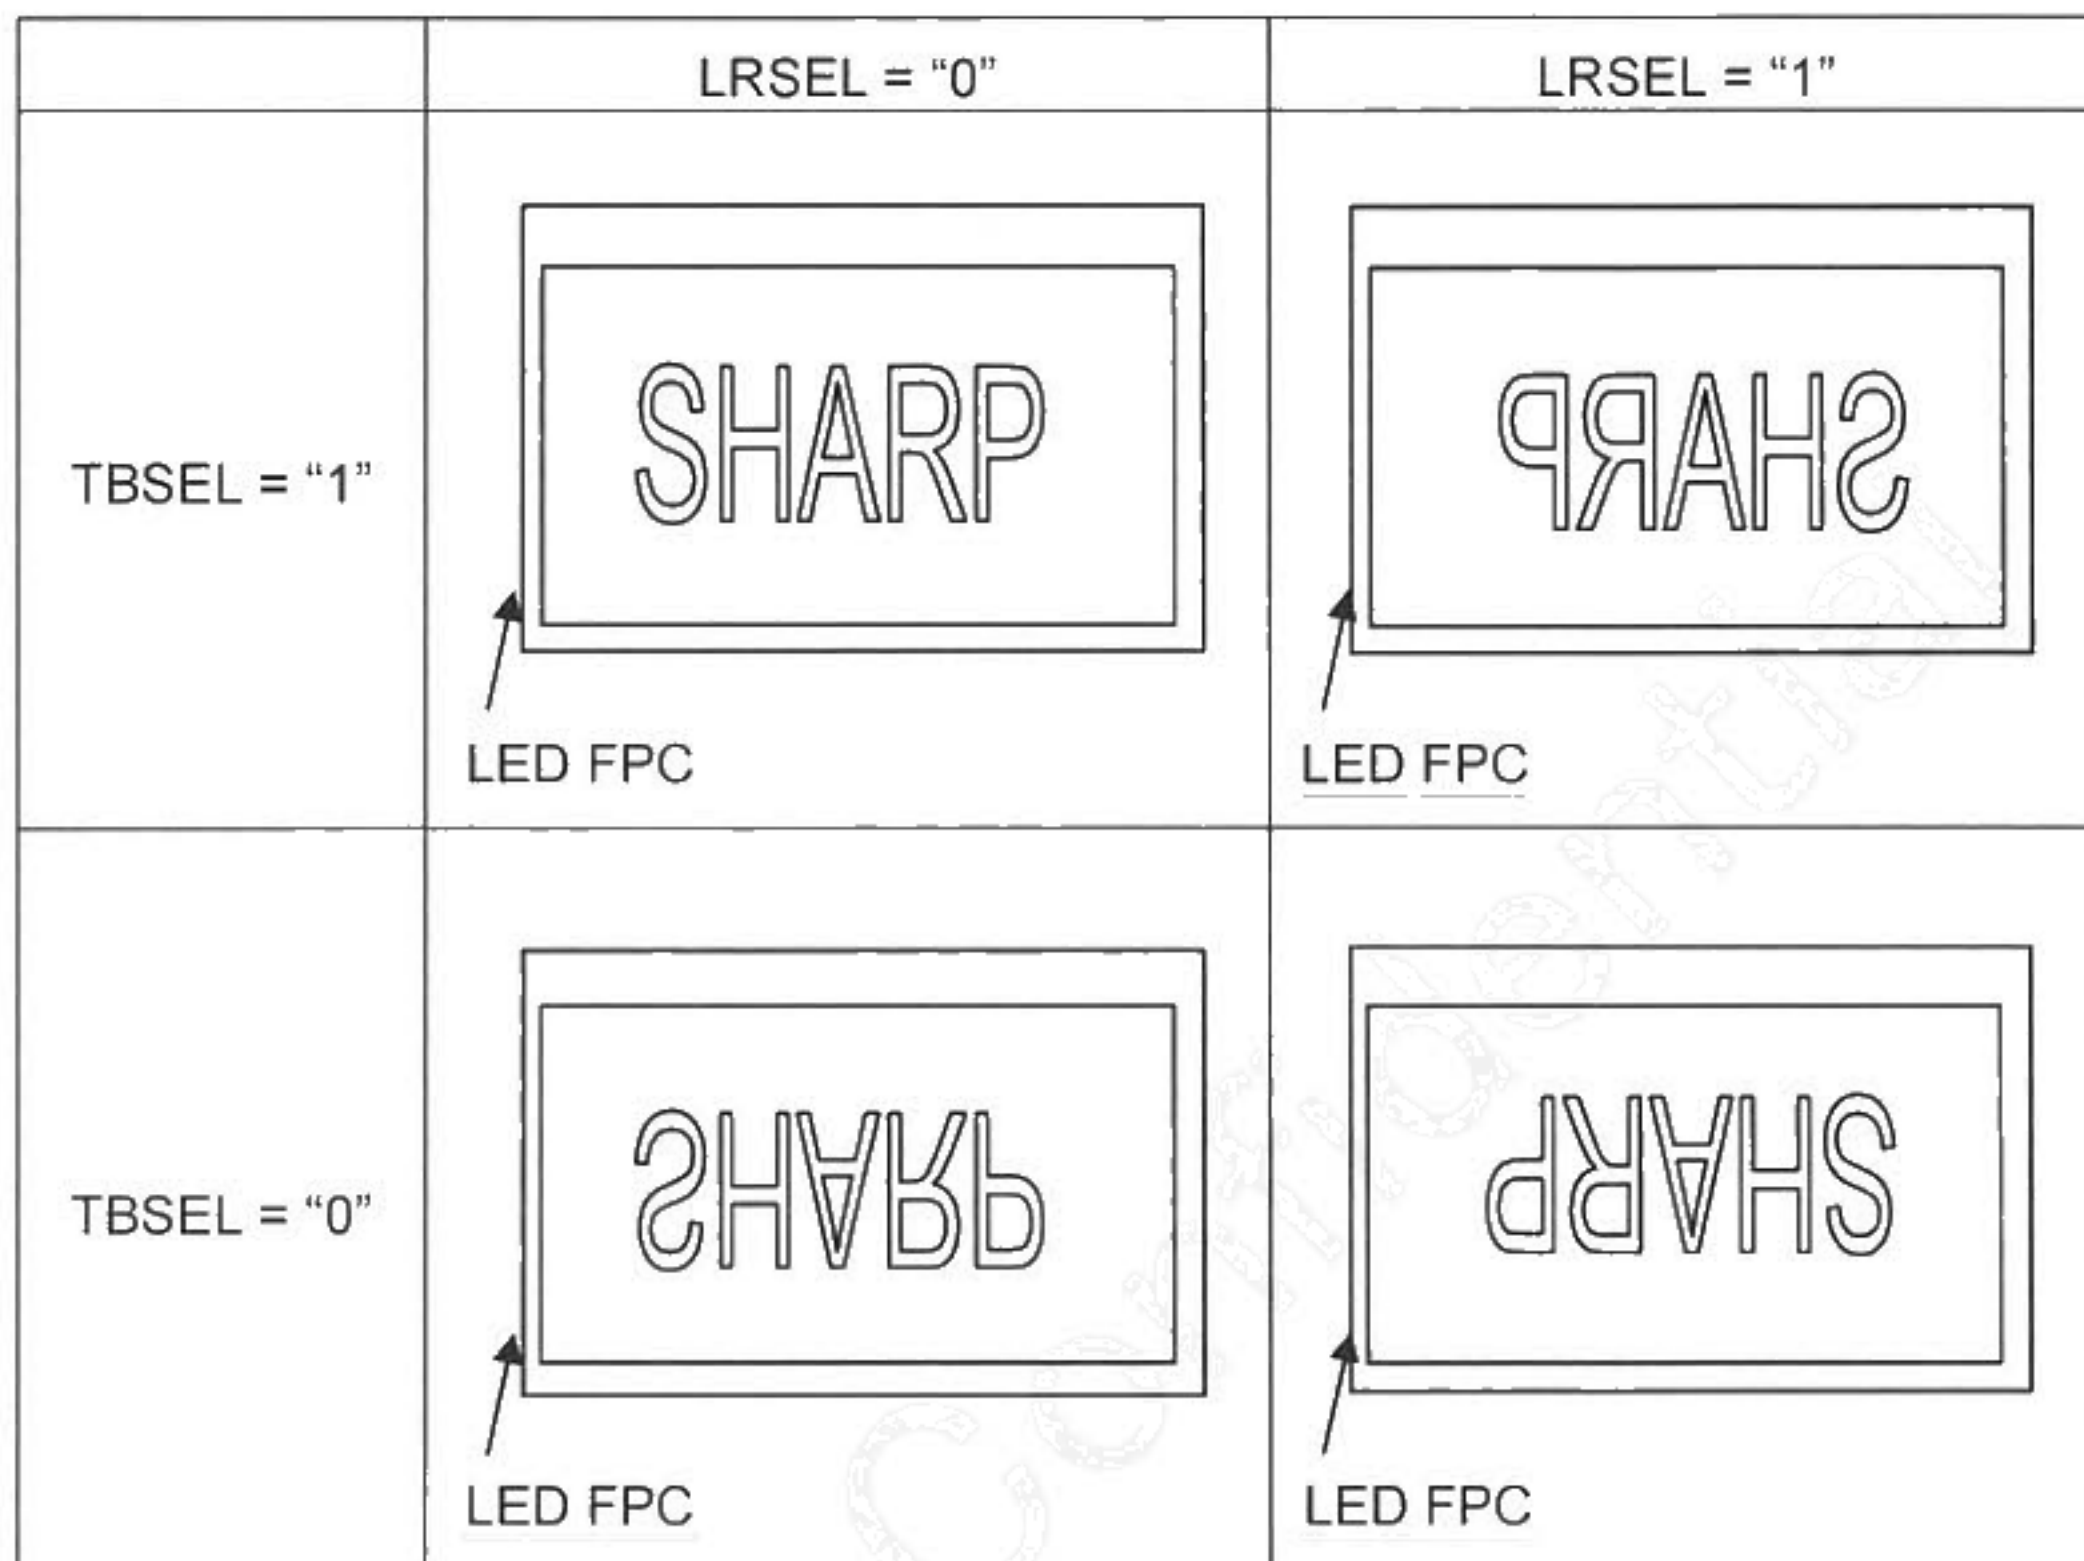 LRSEL = “0” LRSEL = “1”
SHARP SHARP
TBSEL = “1”
LED FPC LED FPC
SHARP SHARP
TBSEL = “0”
LED FPC LED FPC
Confidential